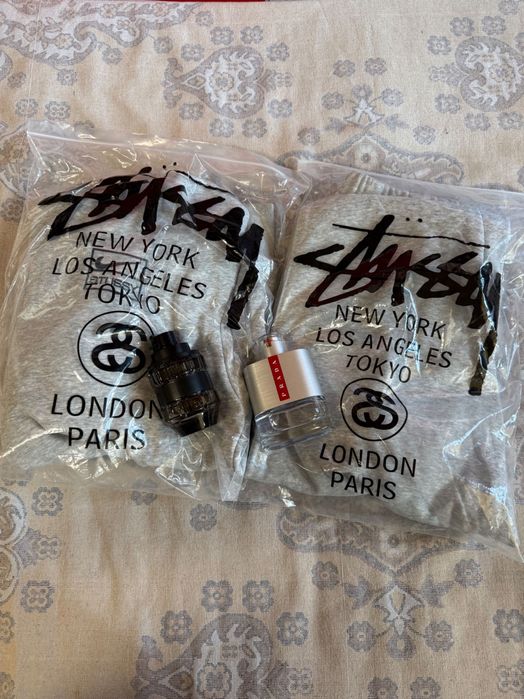 Stüssy
NEW YORK
LOS ANGELES
TOKYO
LONDON
PARIS
PRADA
Stüssy
NEW YORK
LOS ANGELES
TOKYO
LONDON
PARIS